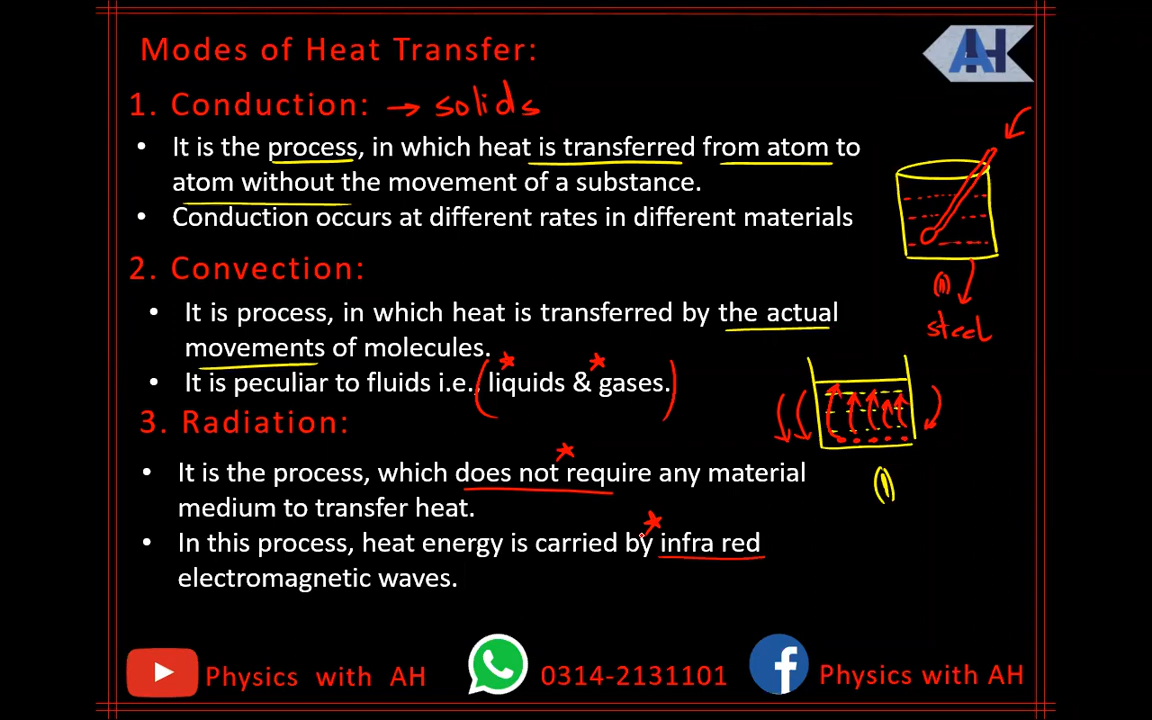 Modes of Heat Transfer:
AH
1. Conduction: → solids
• It is the process, in which heat is transferred from atom to
atom without the movement of a substance.
• Conduction occurs at different rates in different materials
steel
2. Convection:
• It is process, in which heat is transferred by the actual
movements of molecules.
• It is peculiar to fluids i.e., (liquids & gases.)
3. Radiation:
• It is the process, which does not require any material
medium to transfer heat.
• In this process, heat energy is carried by infra red
electromagnetic waves.
Physics with AH
0314-2131101
f Physics with AH